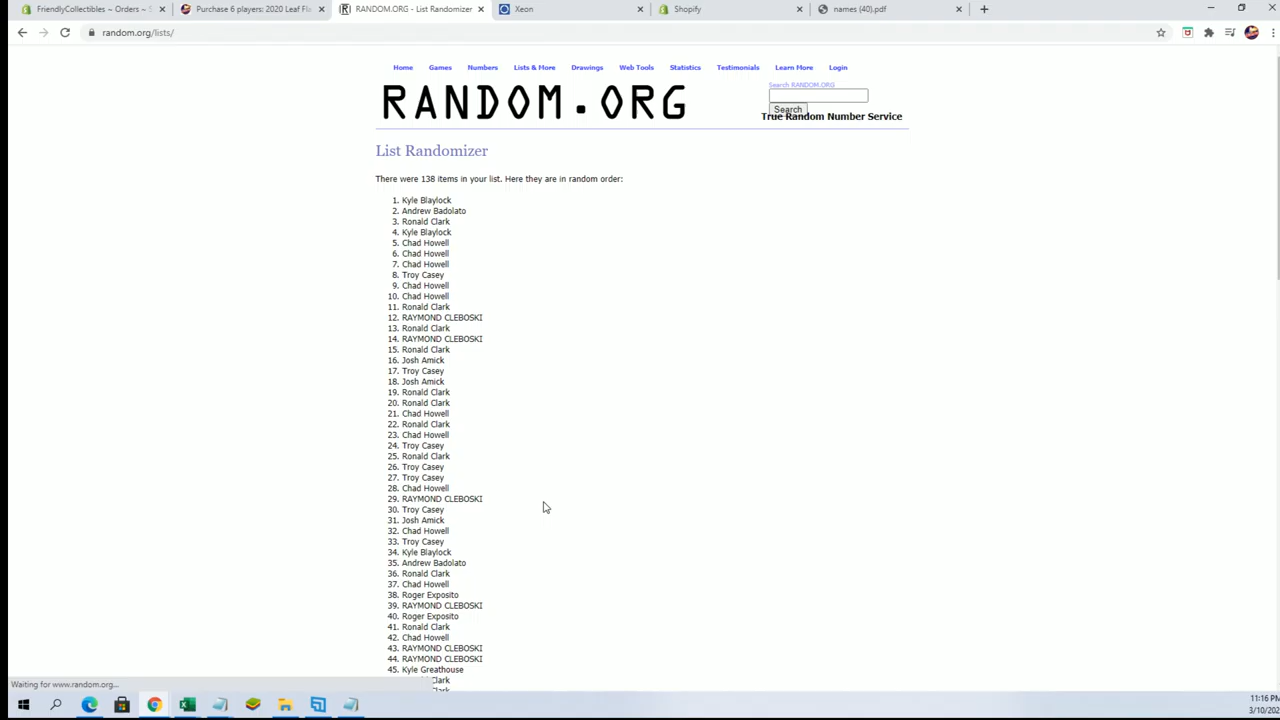 FriendlyCollectibles ~ Orders ~ S
Purchase 6 players: 2020 Leaf Fla
RANDOM.ORG - List Randomizer
Xeon
Shopify
names (40).pdf
random.org/lists/
Home Games Numbers Lists & More Drawings Web Tools Statistics Testimonials Learn More Login
Search RANDOM.ORG
RANDOM.ORG
Search
True Random Number Service
List Randomizer
There were 138 items in your list. Here they are in random order:
1. Kyle Blaylock
2. Andrew Badolato
3. Ronald Clark
4. Kyle Blaylock
5. Chad Howell
6. Chad Howell
7. Chad Howell
8. Troy Casey
9. Chad Howell
10. Chad Howell
11. Ronald Clark
12. RAYMOND CLEBOSKI
13. Ronald Clark
14. RAYMOND CLEBOSKI
15. Ronald Clark
16. Josh Amick
17. Troy Casey
18. Josh Amick
19. Ronald Clark
20. Ronald Clark
21. Chad Howell
22. Ronald Clark
23. Chad Howell
24. Troy Casey
25. Ronald Clark
26. Troy Casey
27. Troy Casey
28. Chad Howell
29. RAYMOND CLEBOSKI
30. Troy Casey
31. Josh Amick
32. Chad Howell
33. Troy Casey
34. Kyle Blaylock
35. Andrew Badolato
36. Ronald Clark
37. Chad Howell
38. Roger Exposito
39. RAYMOND CLEBOSKI
40. Roger Exposito
41. Ronald Clark
42. Chad Howell
43. RAYMOND CLEBOSKI
44. RAYMOND CLEBOSKI
45. Kyle Greathouse
Waiting for www.random.org...
11:16 PM
3/10/202